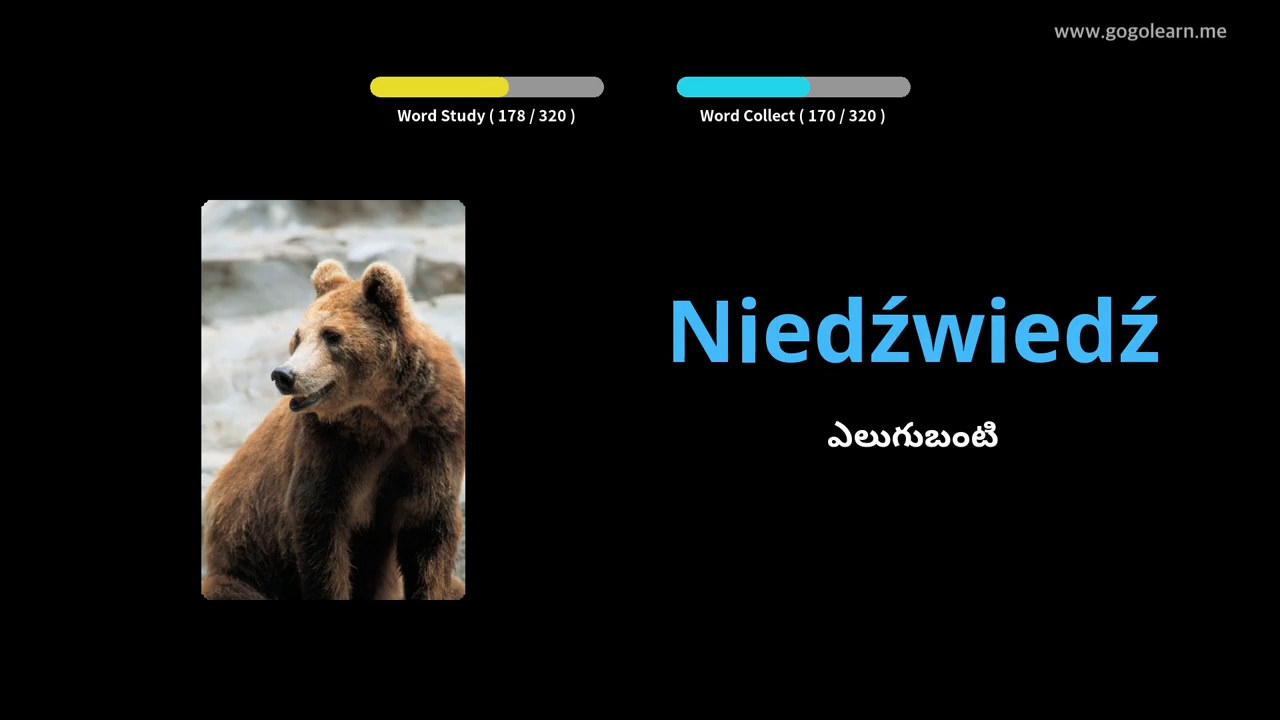 www.gogolearn.me
Word Study ( 178 / 320 )
Word Collect ( 170 / 320 )
Niedźwiedź
ఎలుగుబంటి